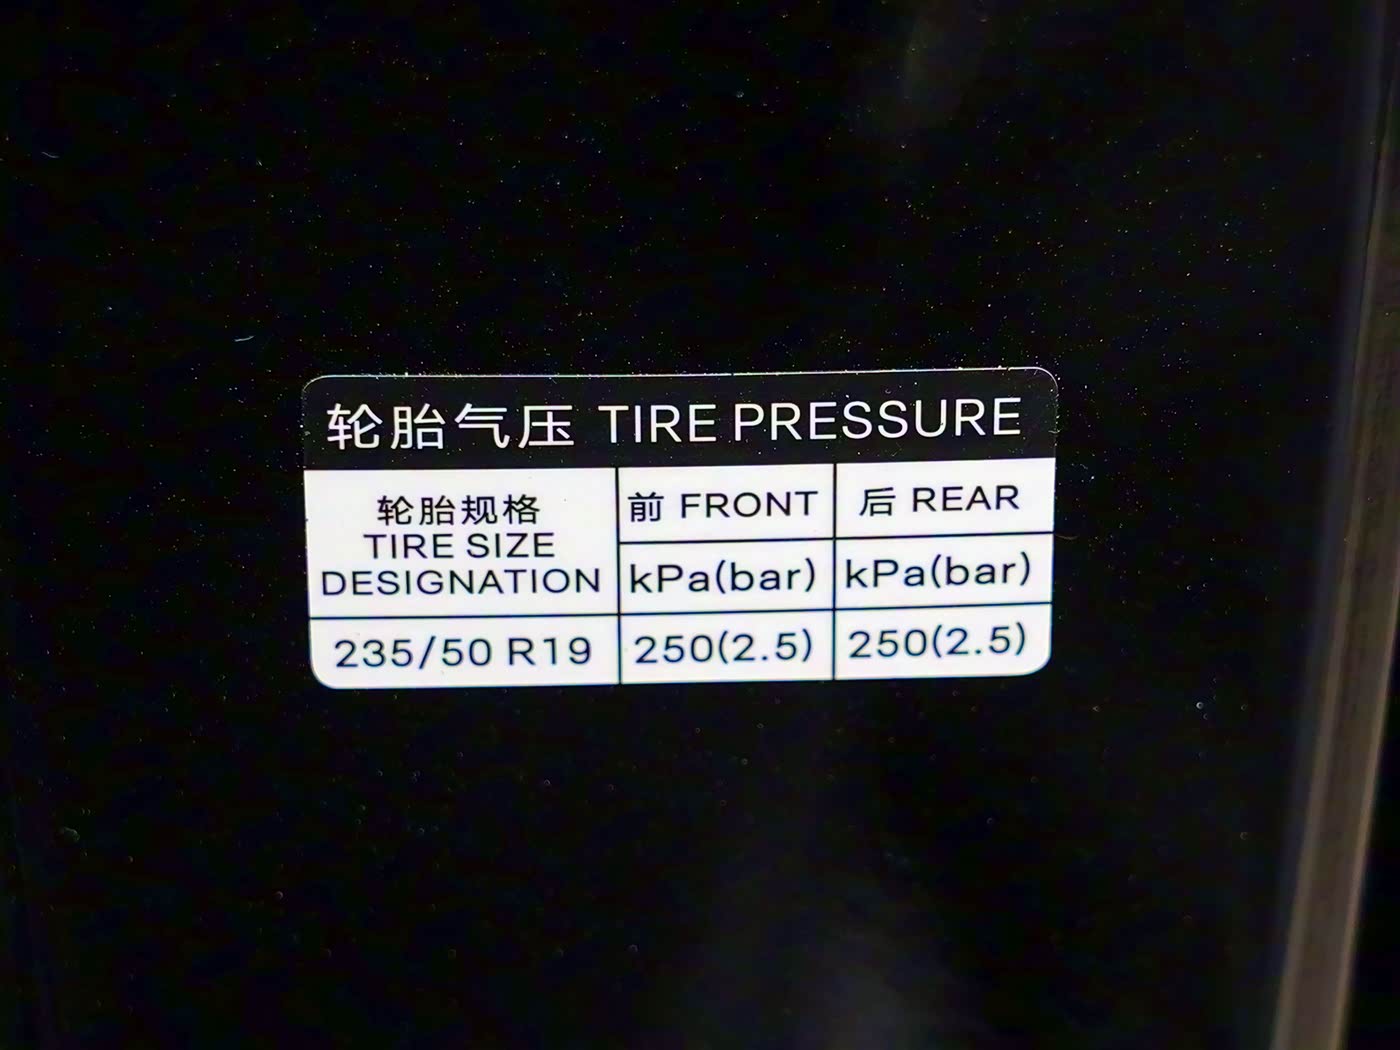 轮胎气压 TIRE PRESSURE
轮胎规格
TIRE SIZE
DESIGNATION
前 FRONT
后 REAR
kPa(bar)
kPa(bar)
235/50 R19
250(2.5)
250(2.5)